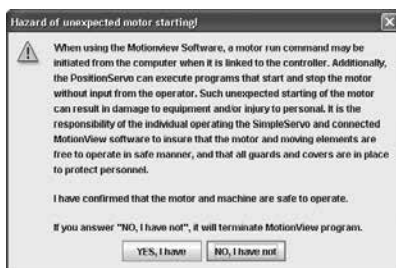 Hazard of unexpected motor starting!
When using the Motionview Software, a motor run command may be
initiated from the computer when it is linked to the controller. Additionally,
the PositionServo can execute programs that start and stop the motor
without input from the operator. Such unexpected starting of the motor
can result in damage to equipment and/or injury to personal. It is the
responsibility of the individual operating the SimpleServo and connected
MotionView software to insure that the motor and moving elements are
free to operate in safe manner, and that all guards and covers are in place
to protect personnel.
I have confirmed that the motor and machine are safe to operate.
If you answer "NO, I have not", it will terminate MotionView program.
YES, I have
NO, I have not